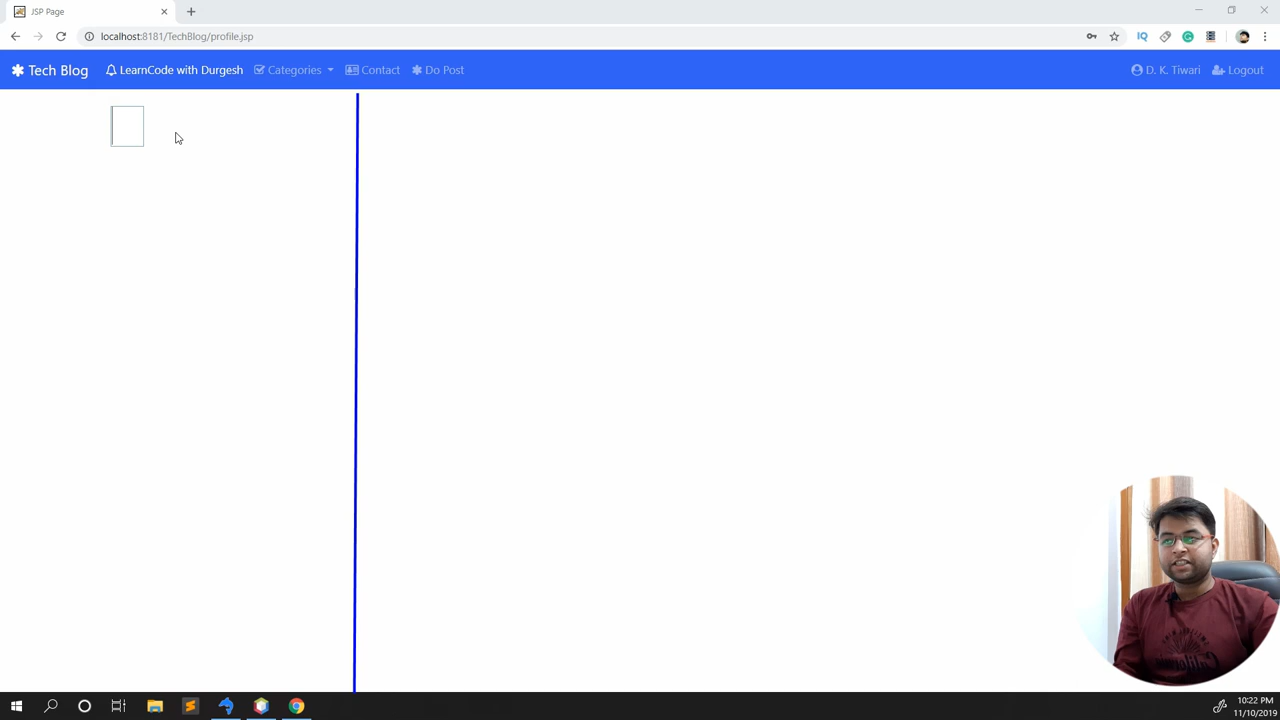 JSP Page
localhost:8181/TechBlog/profile.jsp
Tech Blog LearnCode with Durgesh Categories Contact Do Post D. K. Tiwari Logout
10:22 PM
11/10/2019